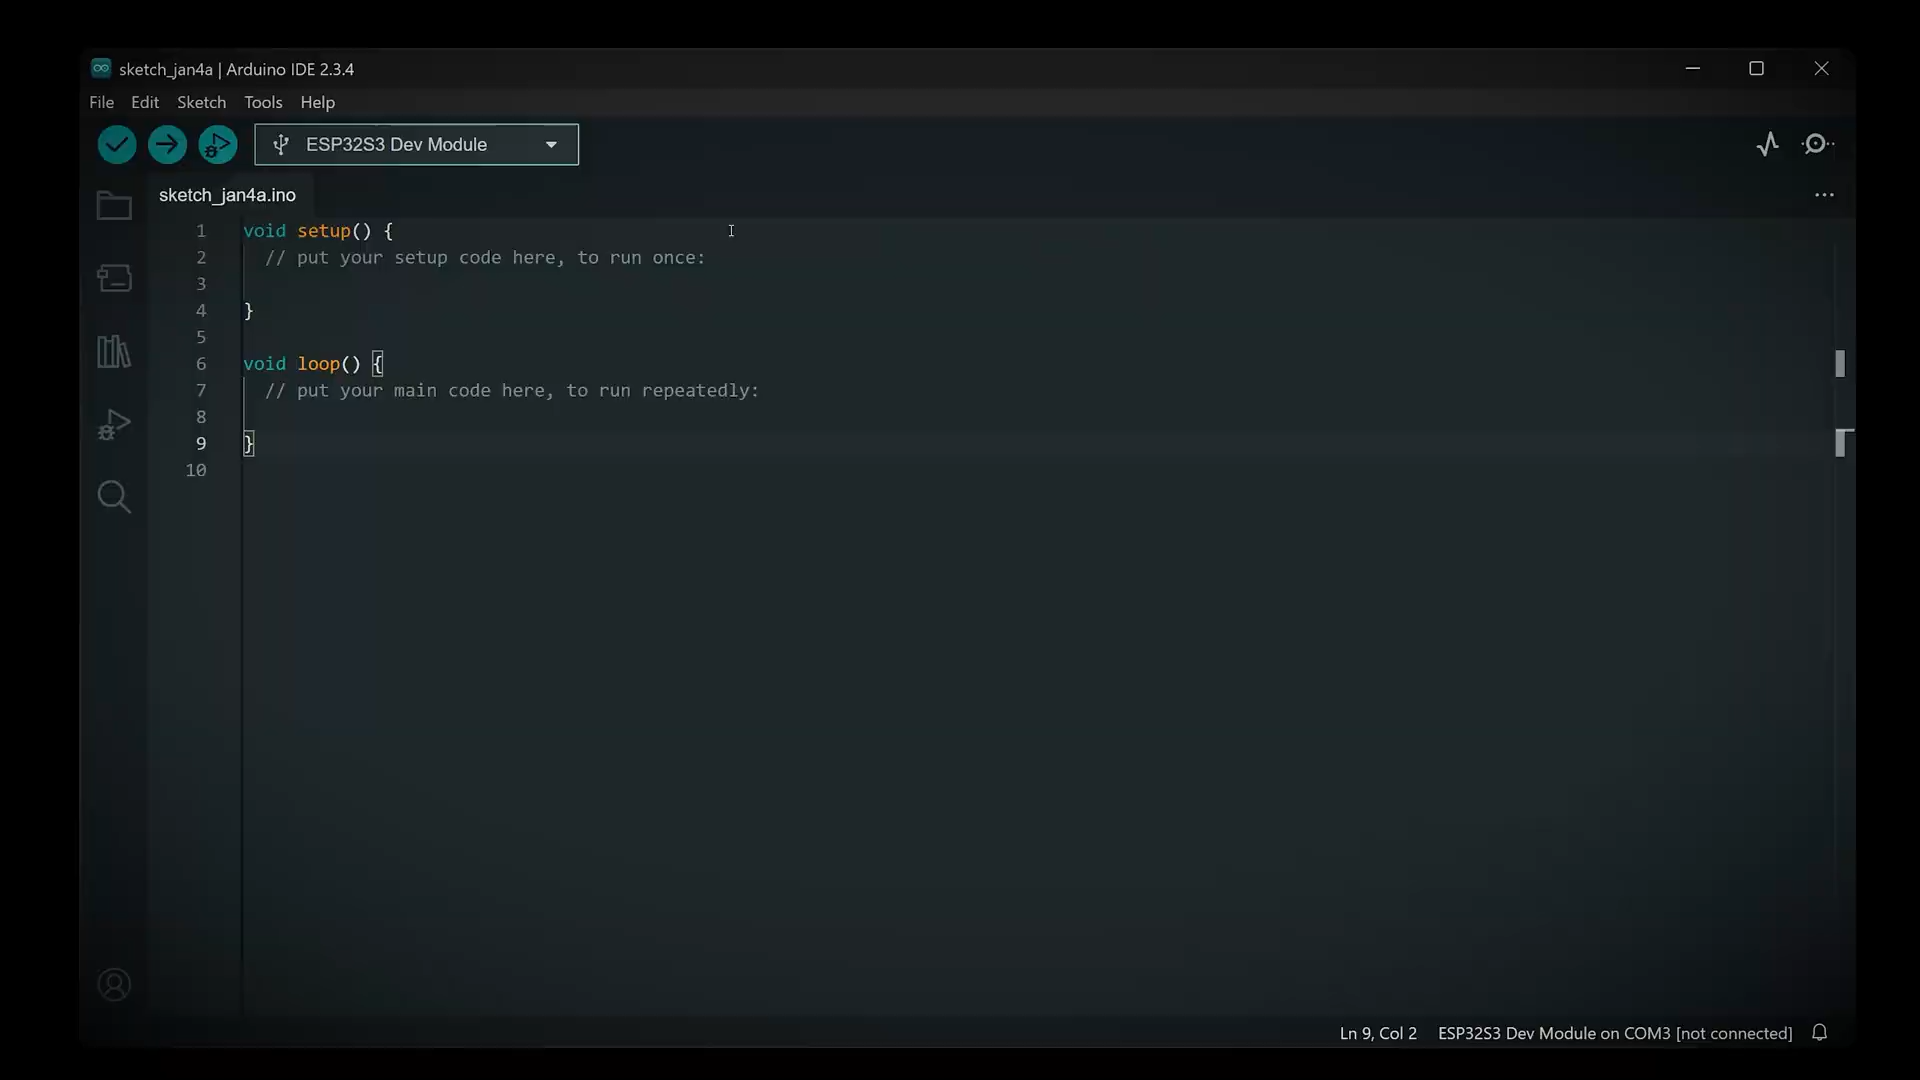 sketch_jan4a | Arduino IDE 2.3.4
File Edit Sketch Tools Help
ESP32S3 Dev Module
sketch_jan4a.ino
1 void setup() {
2 // put your setup code here, to run once:
3
4 }
5
6 void loop() {
7 // put your main code here, to run repeatedly:
8
9 }
10
Ln 9, Col 2 ESP32S3 Dev Module on COM3 [not connected]